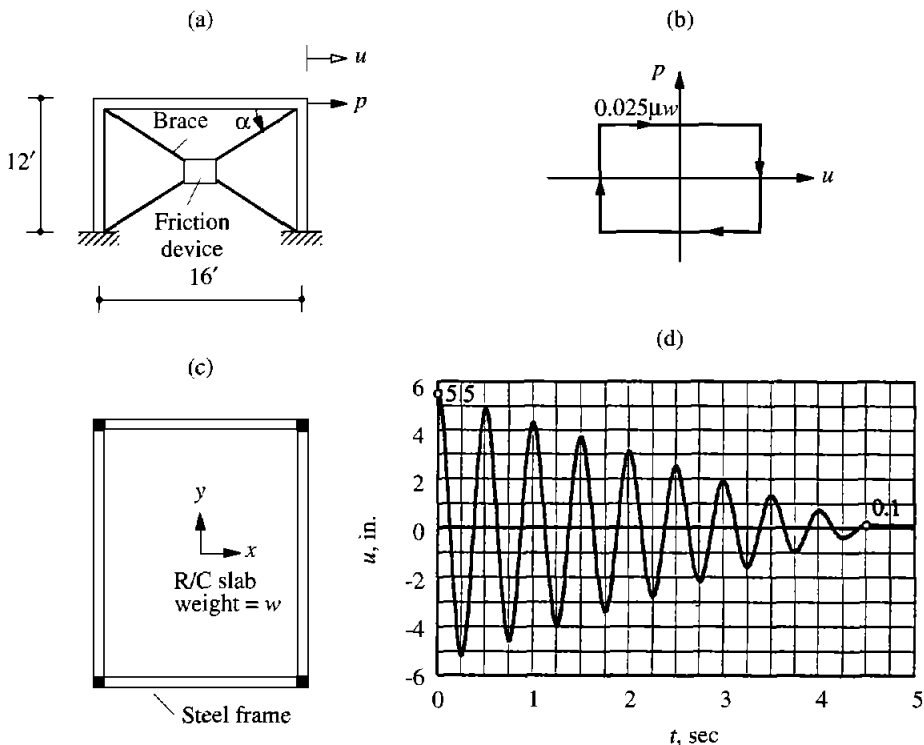 (a)
u
p
Brace
α
12′
Friction
device
16′
(b)
p
0.025μw
u
(c)
y
x
R/C slab
weight = w
Steel frame
(d)
6
5.5
4
2
0.1
0
-2
-4
-6
u, in.
0
1
2
3
4
5
t, sec